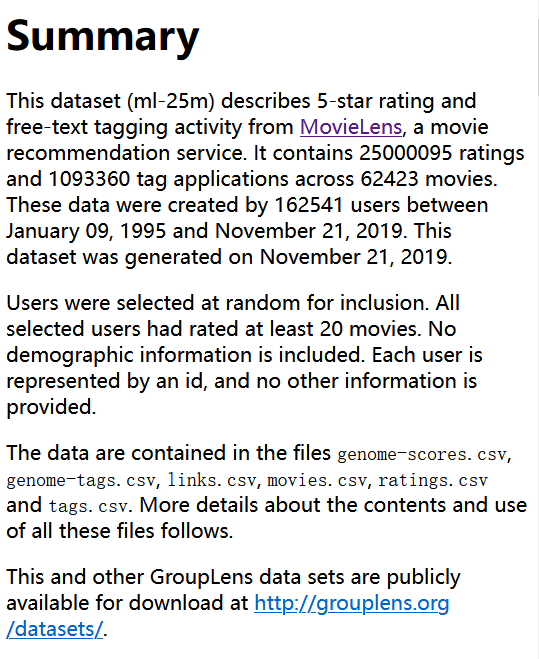 Summary
This dataset (ml-25m) describes 5-star rating and
free-text tagging activity from MovieLens, a movie
recommendation service. It contains 25000095 ratings
and 1093360 tag applications across 62423 movies.
These data were created by 162541 users between
January 09, 1995 and November 21, 2019. This
dataset was generated on November 21, 2019.
Users were selected at random for inclusion. All
selected users had rated at least 20 movies. No
demographic information is included. Each user is
represented by an id, and no other information is
provided.
The data are contained in the files genome-scores.csv,
genome-tags.csv, links.csv, movies.csv, ratings.csv
and tags.csv. More details about the contents and use
of all these files follows.
This and other GroupLens data sets are publicly
available for download at http://grouplens.org
/datasets/.